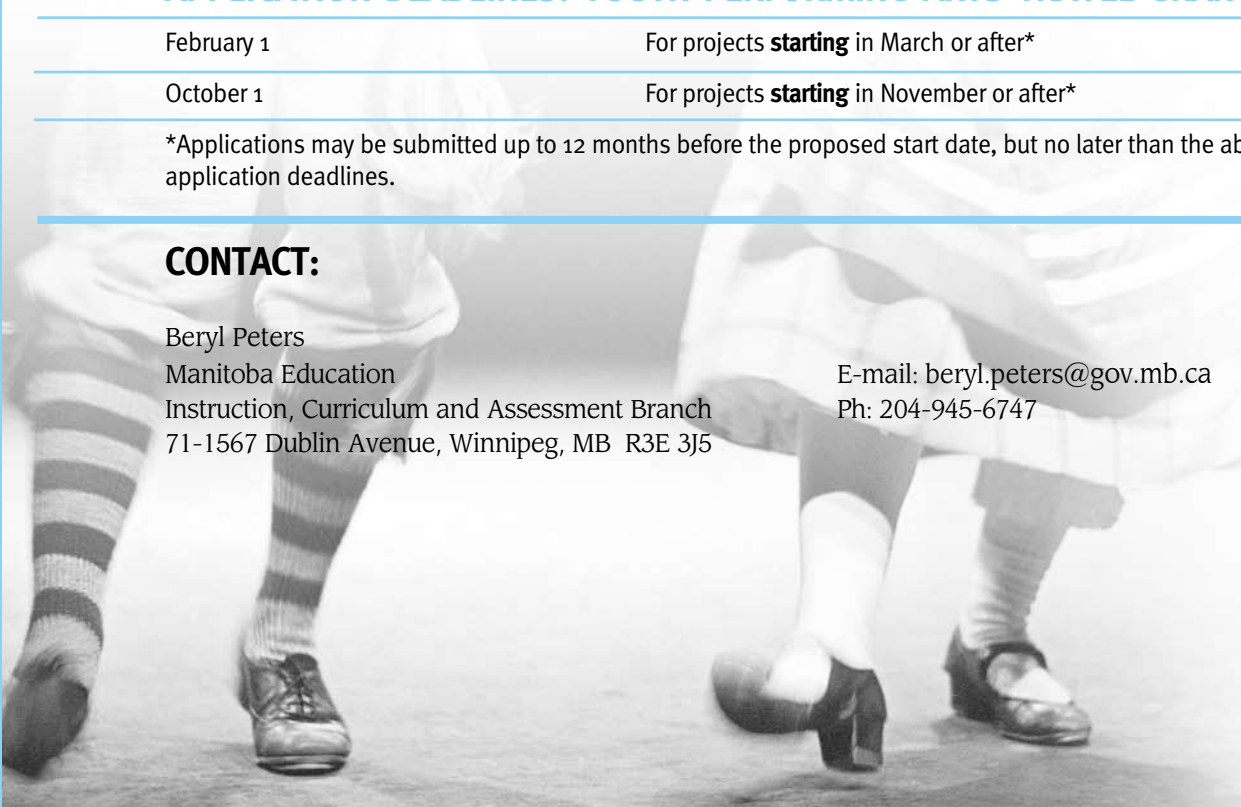 February 1 For projects starting in March or after*
October 1 For projects starting in November or after*
*Applications may be submitted up to 12 months before the proposed start date, but no later than the
application deadlines.
CONTACT:
Beryl Peters
Manitoba Education
Instruction, Curriculum and Assessment Branch
71-1567 Dublin Avenue, Winnipeg, MB R3E 3J5
E-mail: beryl.peters@gov.mb.ca
Ph: 204-945-6747